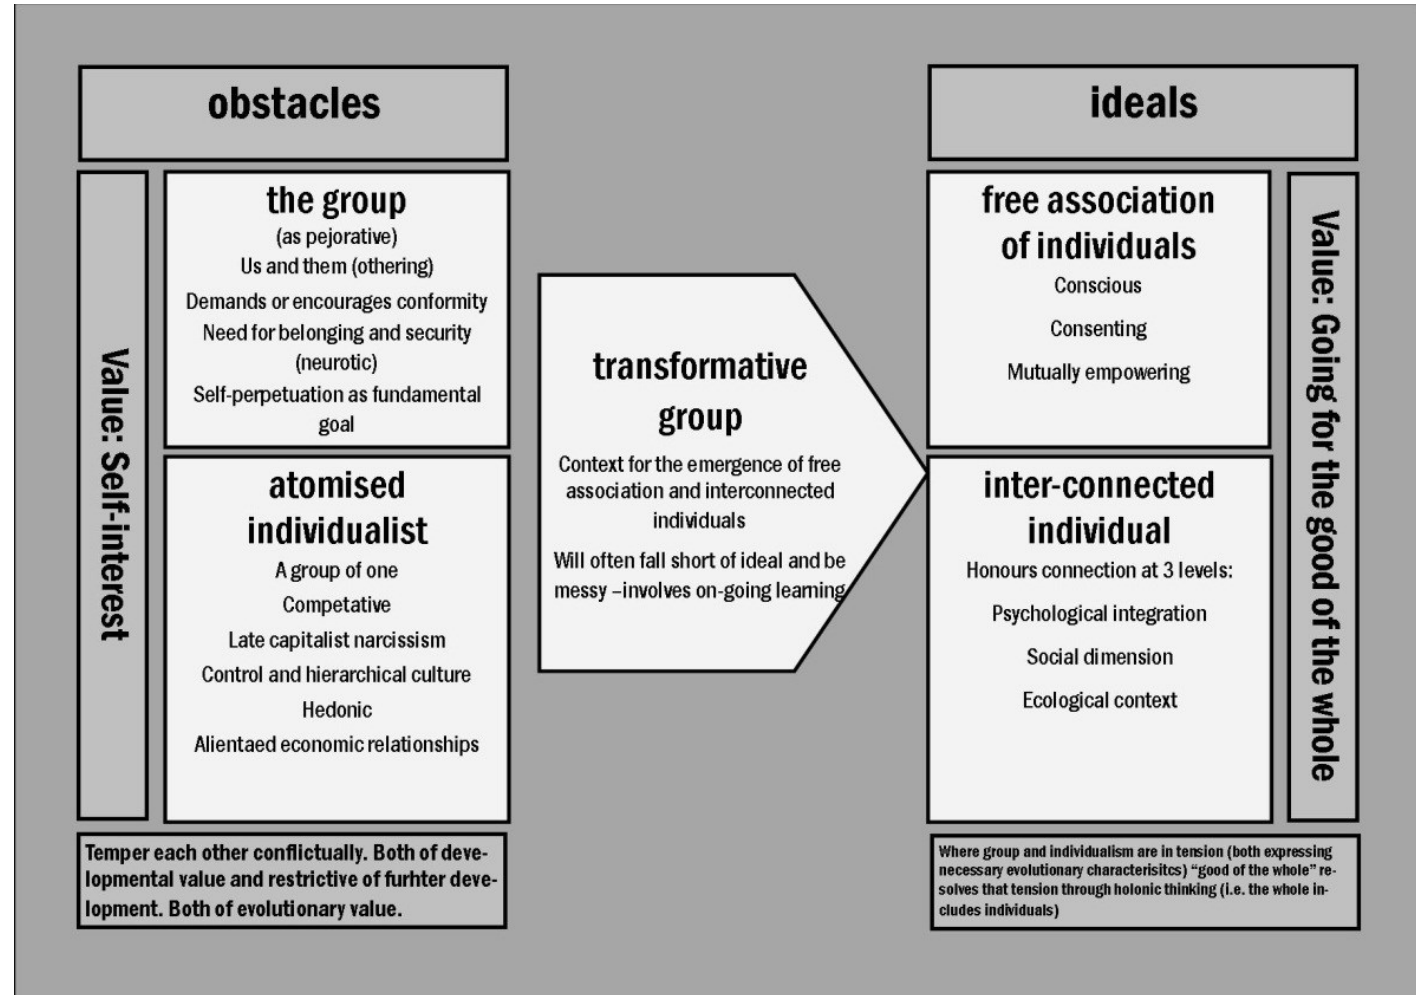 obstacles
Value: Self-interest
the group
(as pejorative)
Us and them (othering)
Demands or encourages conformity
Need for belonging and security
(neurotic)
Self-perpetuation as fundamental
goal
atomised
individualist
A group of one
Competative
Late capitalist narcissism
Control and hierarchical culture
Hedonic
Alientaed economic relationships
Temper each other conflictually. Both of deve-
lopmental value and restrictive of furhter deve-
lopment. Both of evolutionary value.
transformative
group
Context for the emergence of free
association and interconnected
individuals
Will often fall short of ideal and be
messy –involves on-going learning
ideals
free association
of individuals
Conscious
Consenting
Mutually empowering
inter-connected
individual
Honours connection at 3 levels:
Psychological integration
Social dimension
Ecological context
Value: Going for the good of the whole
Where group and individualism are in tension (both expressing
necessary evolutionary characterisitcs) “good of the whole” re-
solves that tension through holonic thinking (i.e. the whole in-
cludes individuals)